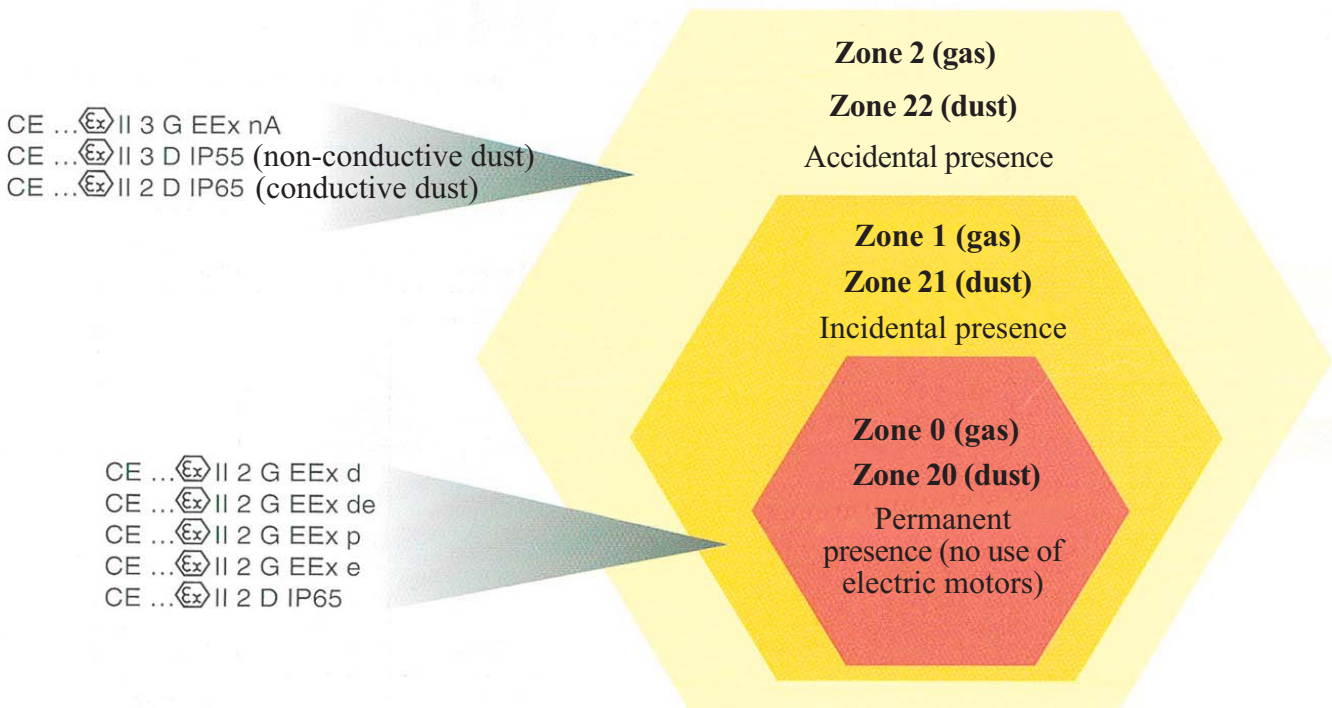 Zone 2 (gas)
Zone 22 (dust)
Accidental presence
CE ... Ex II 3 G EEx nA
CE ... Ex II 3 D IP55 (non-conductive dust)
CE ... Ex II 2 D IP65 (conductive dust)
Zone 1 (gas)
Zone 21 (dust)
Incidental presence
Zone 0 (gas)
Zone 20 (dust)
Permanent
presence (no use of
electric motors)
CE ... Ex II 2 G EEx d
CE ... Ex II 2 G EEx de
CE ... Ex II 2 G EEx p
CE ... Ex II 2 G EEx e
CE ... Ex II 2 D IP65